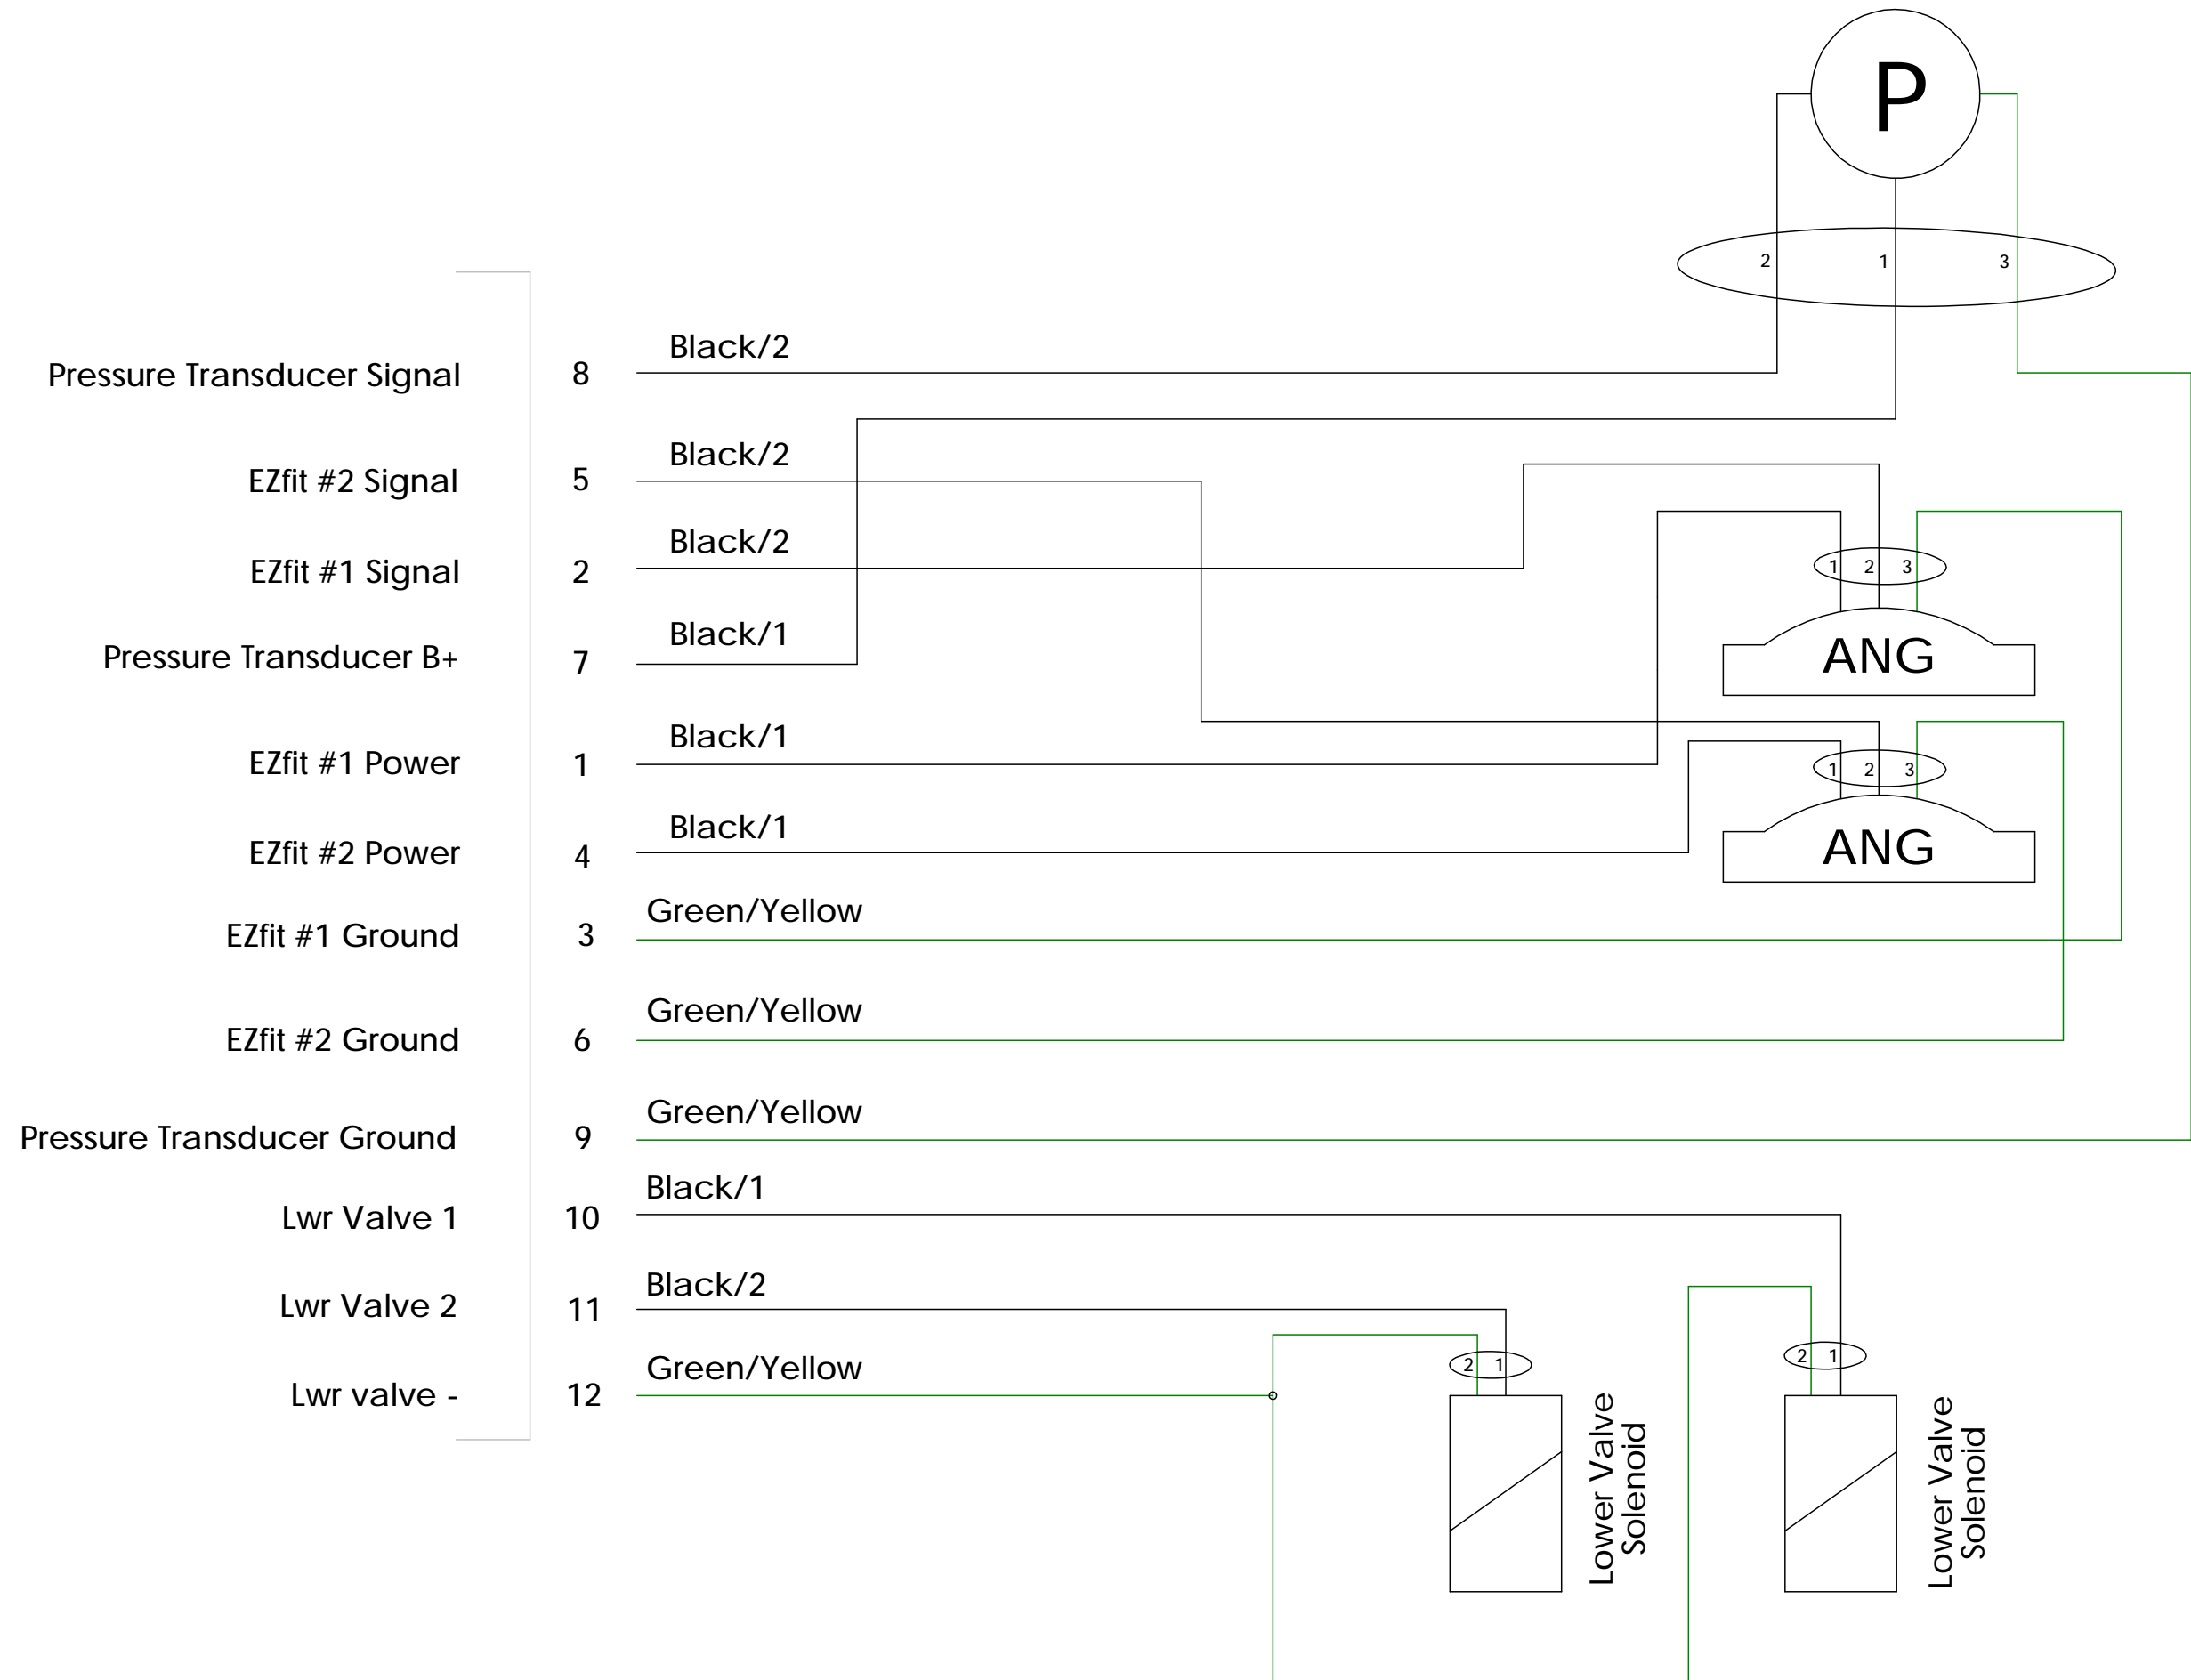 P
2 1 3
Black/2
Pressure Transducer Signal 8
Black/2
EZfit #2 Signal 5
Black/2
EZfit #1 Signal 2
1 2 3
Black/1
Pressure Transducer B+ 7
ANG
Black/1
EZfit #1 Power 1
1 2 3
Black/1
EZfit #2 Power 4
ANG
Green/Yellow
EZfit #1 Ground 3
Green/Yellow
EZfit #2 Ground 6
Green/Yellow
Pressure Transducer Ground 9
Black/1
Lwr Valve 1 10
Black/2
Lwr Valve 2 11
Green/Yellow
2 1
2 1
Lwr valve - 12
Lower Valve
Solenoid
Lower Valve
Solenoid